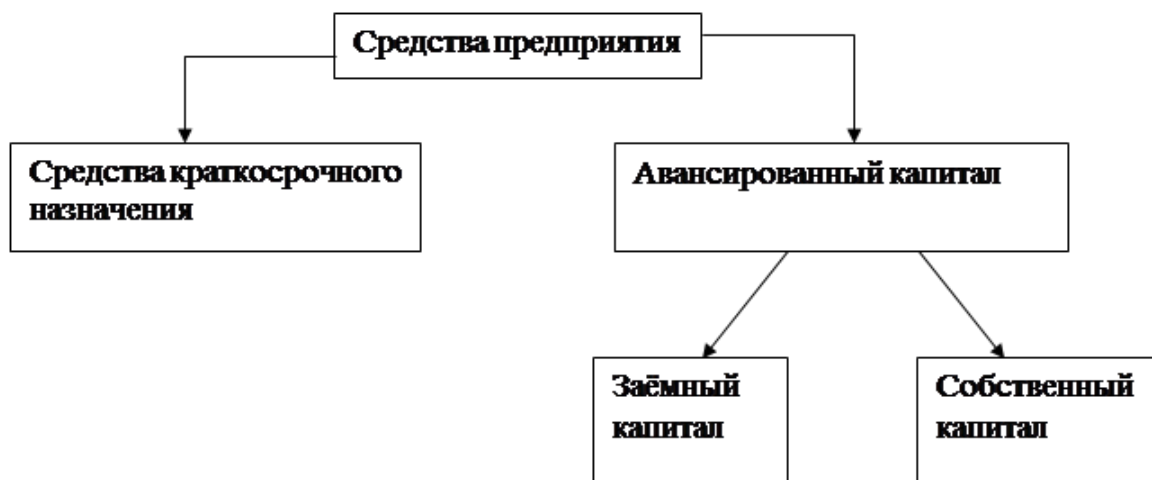 Средства предприятия
Средства краткосрочного
назначения
Авансированный капитал
Заёмный
капитал
Собственный
капитал